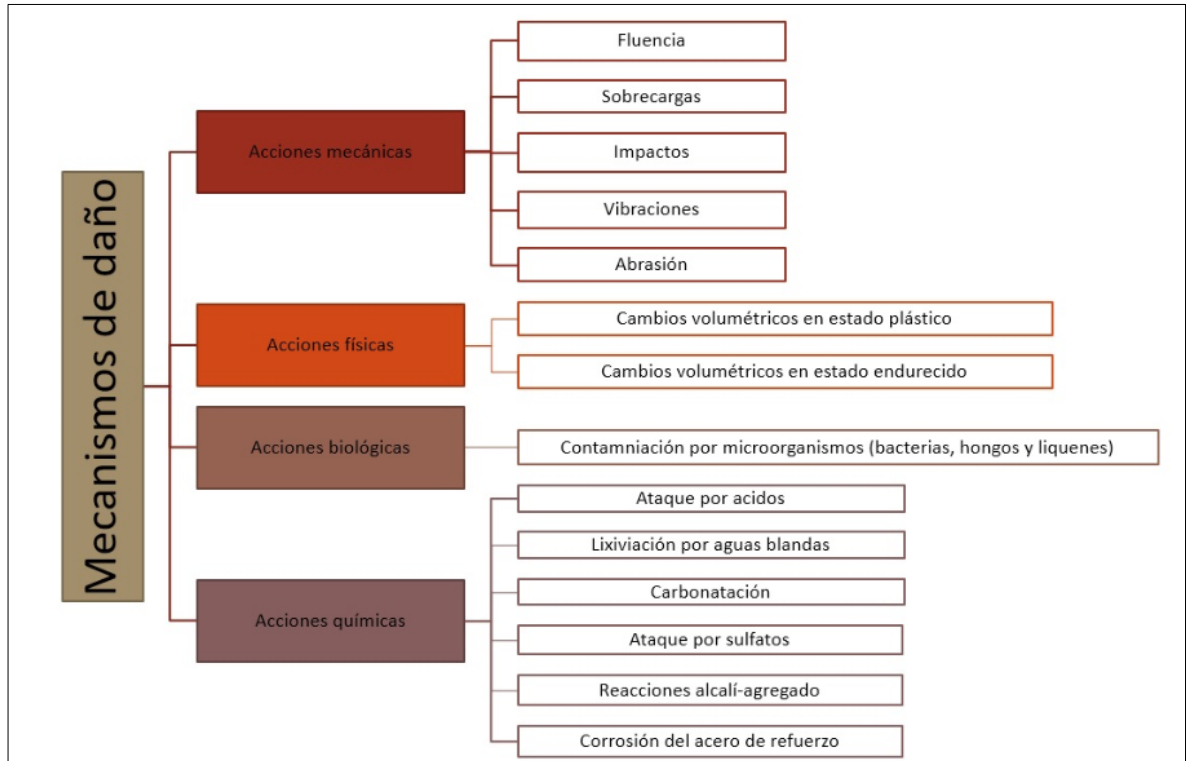 Mecanismos de daño
Acciones mecánicas
Fluencia
Sobrecargas
Impactos
Vibraciones
Abrasión
Acciones físicas
Cambios volumétricos en estado plástico
Cambios volumétricos en estado endurecido
Acciones biológicas
Contamniación por microorganismos (bacterias, hongos y liquenes)
Acciones químicas
Ataque por acidos
Lixiviación por aguas blandas
Carbonatación
Ataque por sulfatos
Reacciones alcalí-agregado
Corrosión del acero de refuerzo